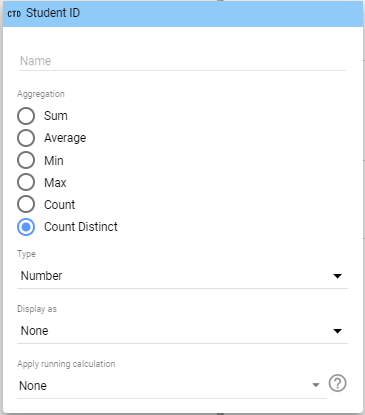 CTD Student ID
Name
Aggregation
Sum
Average
Min
Max
Count
Count Distinct
Type
Number
Display as
None
Apply running calculation
None ?